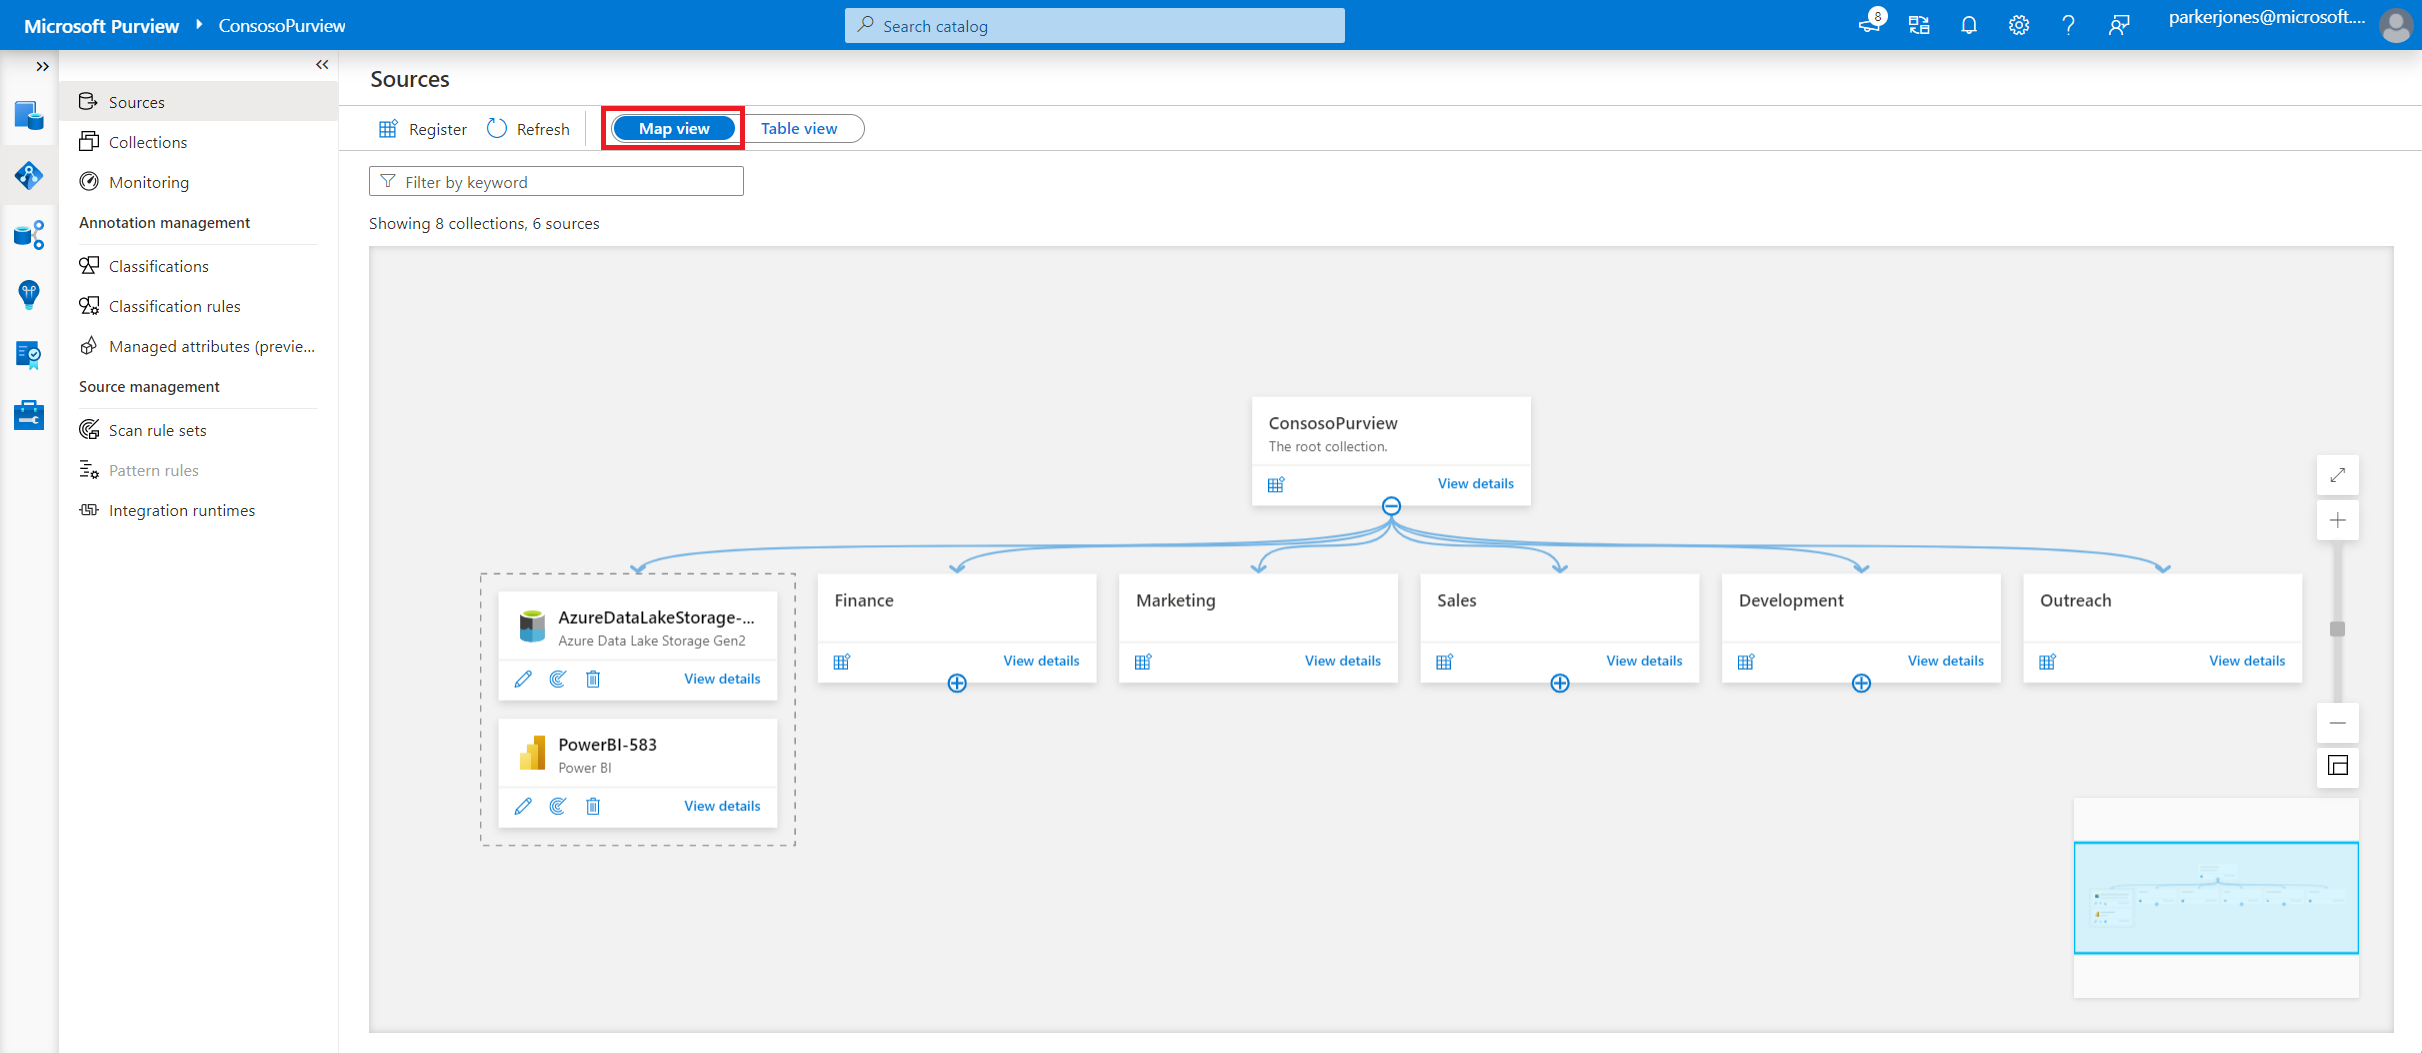 Microsoft Purview ConsosoPurview
Search catalog
8
parkerjones@microsoft....
Sources
Collections
Monitoring
Annotation management
Classifications
Classification rules
Managed attributes (previe...
Source management
Scan rule sets
Pattern rules
Integration runtimes
Sources
Register Refresh Map view Table view
Filter by keyword
Showing 8 collections, 6 sources
ConsosoPurview
The root collection.
View details
AzureDataLakeStorage-...
Azure Data Lake Storage Gen2
View details
PowerBI-583
Power BI
View details
Finance
View details
Marketing
View details
Sales
View details
Development
View details
Outreach
View details